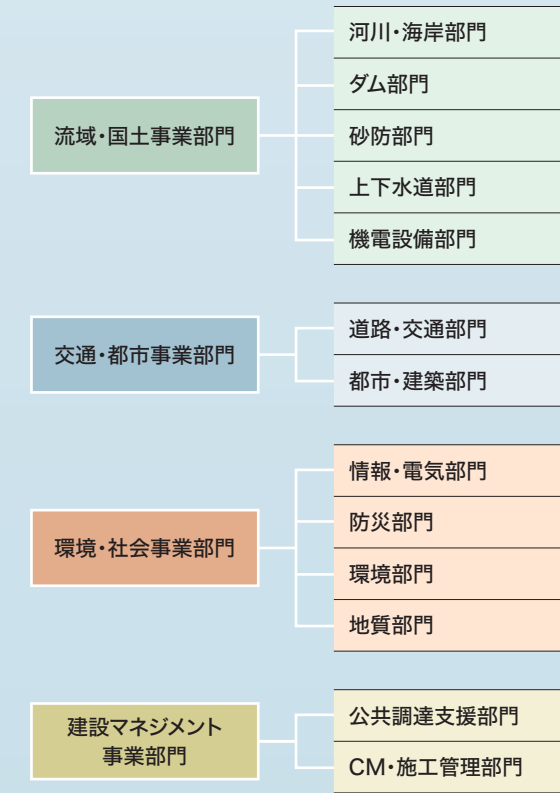 流域・国土事業部門
河川・海岸部門
ダム部門
砂防部門
上下水道部門
機電設備部門
交通・都市事業部門
道路・交通部門
都市・建築部門
環境・社会事業部門
情報・電気部門
防災部門
環境部門
地質部門
建設マネジメント
事業部門
公共調達支援部門
CM・施工管理部門